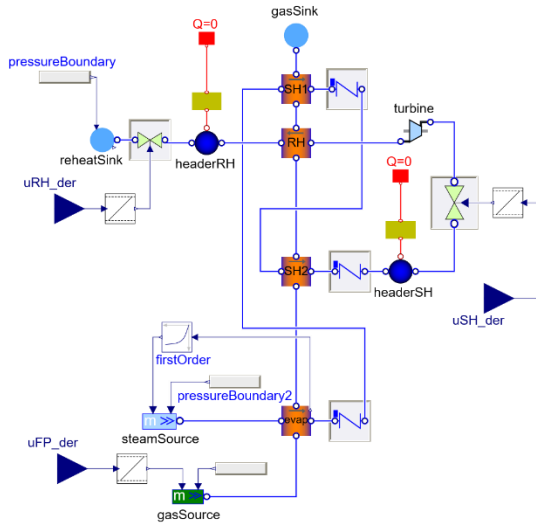 gasSink
Q=0
pressureBoundary
SH1
turbine
reheatSink
headerRH
RH
Q=0
uRH_der
SH2
headerSH
uSH_der
firstOrder
pressureBoundary2
steamSource
m
evap
uFP_der
m
gasSource